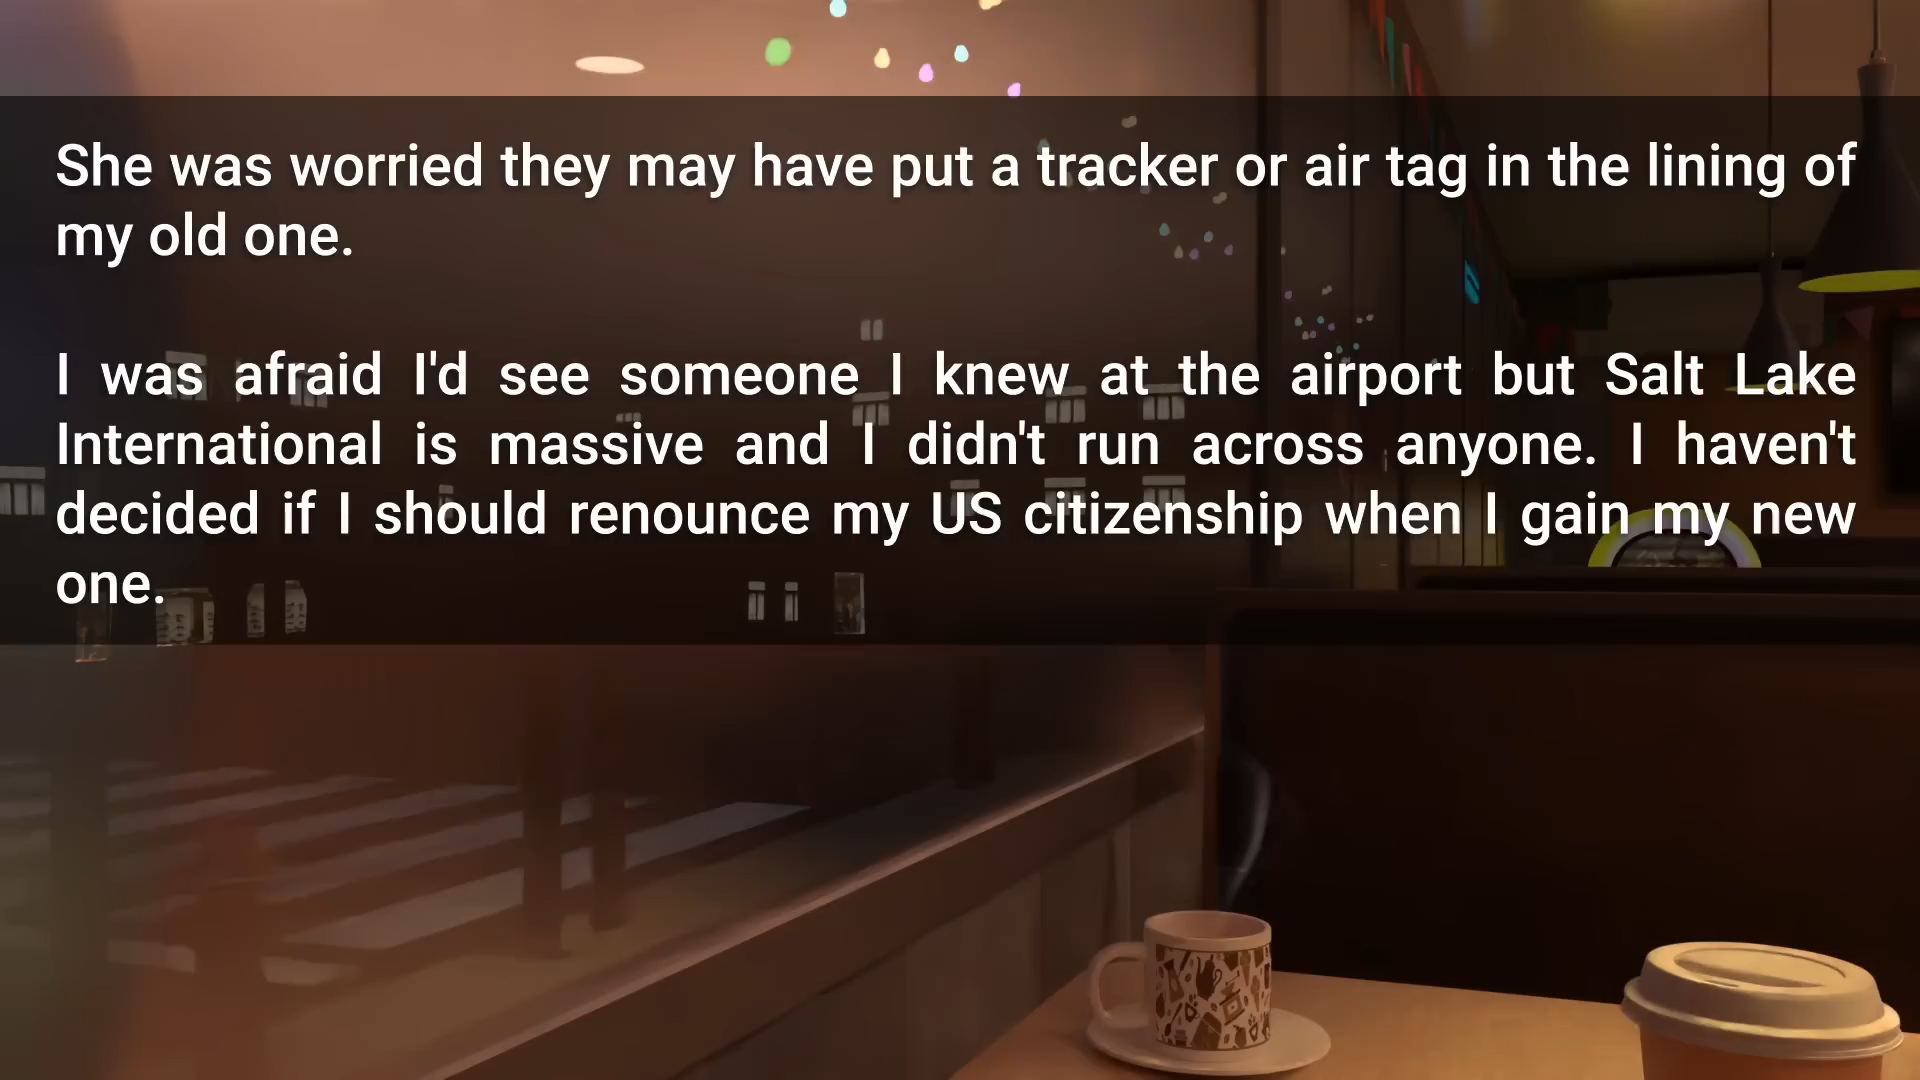 She was worried they may have put a tracker or air tag in the lining of
my old one.
I was afraid I'd see someone I knew at the airport but Salt Lake
International is massive and I didn't run across anyone. I haven't
decided if I should renounce my US citizenship when I gain my new
one.